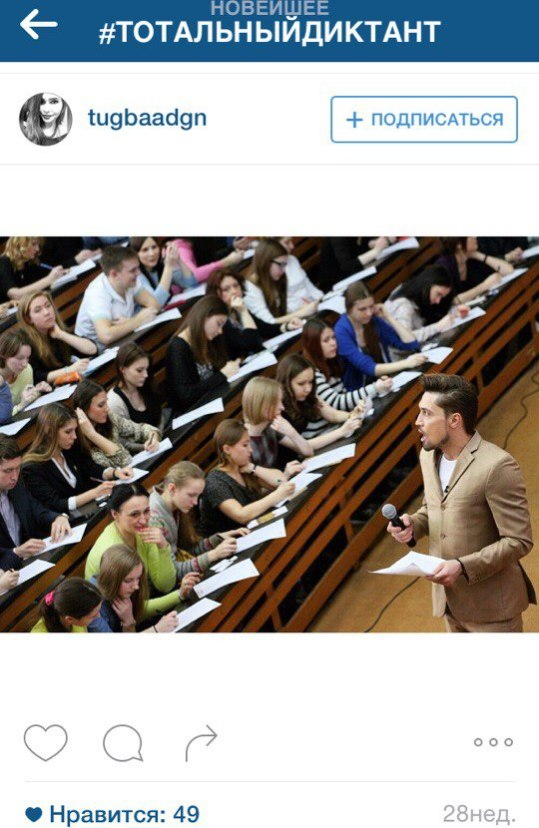 НОВЕЙШЕЕ
#ТОТАЛЬНЫЙДИКТАНТ
tugbaadgn
+ ПОДПИСАТЬСЯ
Нравится: 49
28нед.